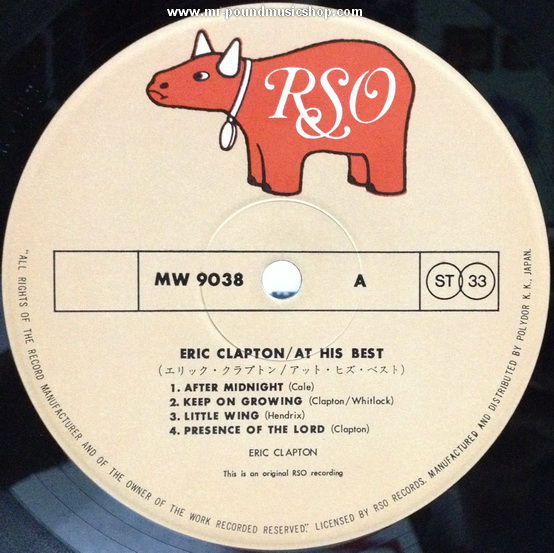 www.mrpoundmusicshop.com
RSO
MW 9038 A ST 33
ERIC CLAPTON/AT HIS BEST
(エリック・クラプトン/アット・ヒズ・ベスト)
1. AFTER MIDNIGHT (Cale)
2. KEEP ON GROWING (Clapton/Whitlock)
3. LITTLE WING (Hendrix)
4. PRESENCE OF THE LORD (Clapton)
ERIC CLAPTON
This is an original RSO recording
"ALL RIGHTS OF THE RECORD MANUFACTURER AND OF THE OWNER OF THE WORK RECORDED RESERVED." LICENSED BY RSO RECORDS. MANUFACTURED AND DISTRIBUTED BY POLYDOR K.K., JAPAN.